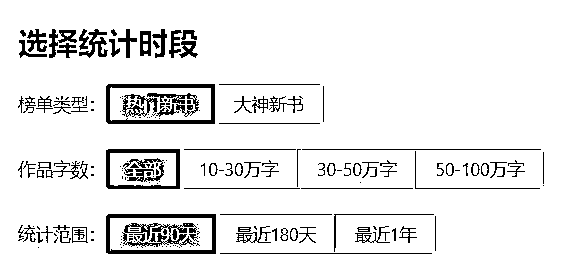 选择统计时段
榜单类型： 热门新书 大神新书
作品字数： 全部 10-30万字 30-50万字 50-100万字
统计范围： 最近90天 最近180天 最近1年